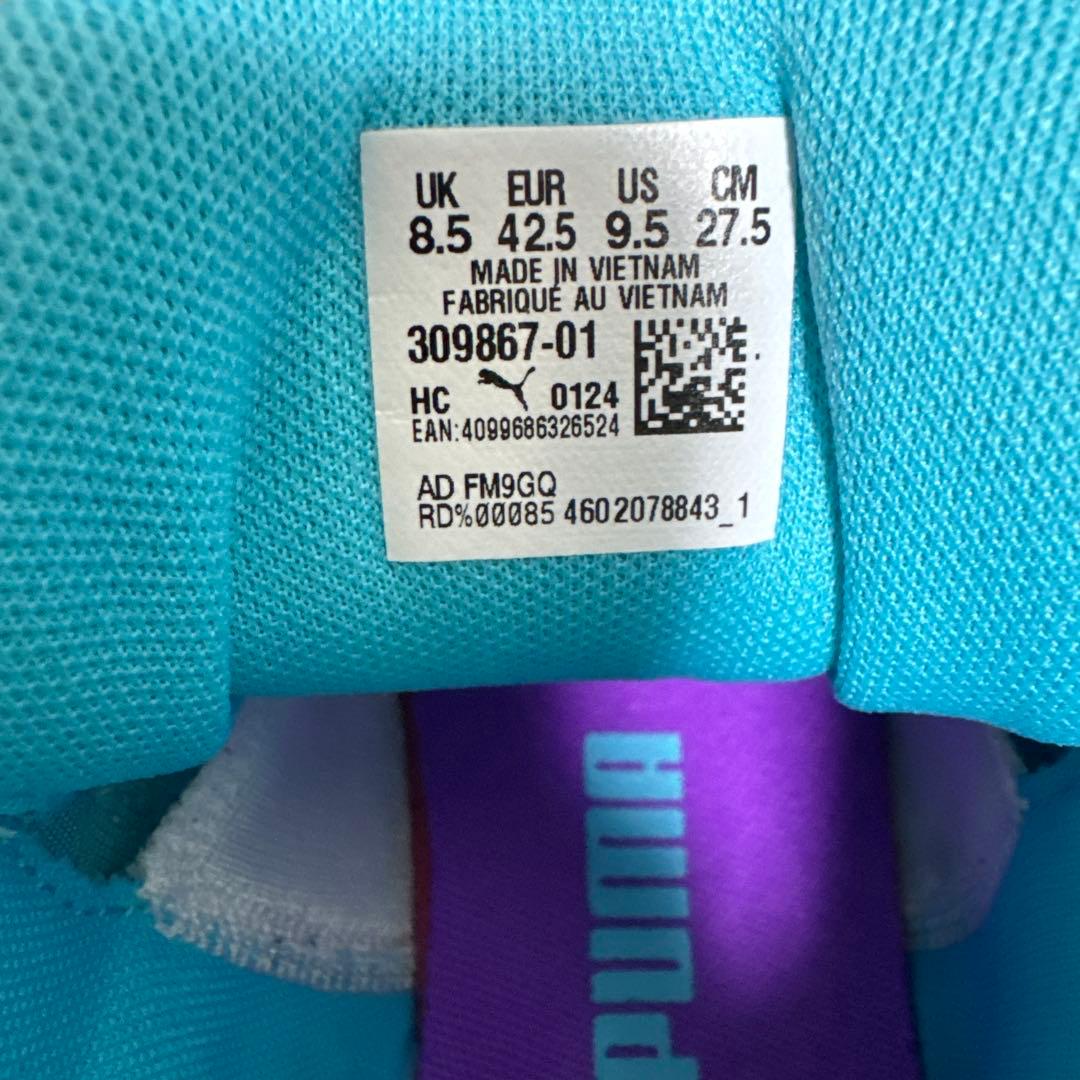 UK EUR US CM
8.5 42.5 9.5 27.5
MADE IN VIETNAM
FABRIQUÉ AU VIETNAM
309867-01
HC 0124
EAN:4099686326524
AD FM9GQ
RD%00085 4602078843_1
PUMA